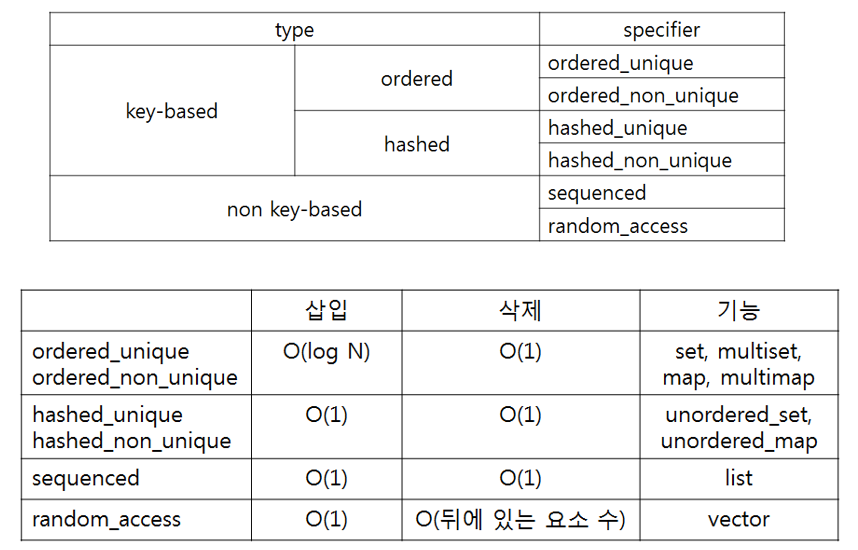 type specifier
key-based ordered ordered_unique
ordered_non_unique
hashed hashed_unique
hashed_non_unique
non key-based sequenced
random_access
삽입 삭제 기능
ordered_unique O(log N) O(1) set, multiset,
ordered_non_unique map, multimap
hashed_unique O(1) O(1) unordered_set,
hashed_non_unique unordered_map
sequenced O(1) O(1) list
random_access O(1) O(뒤에 있는 요소 수) vector